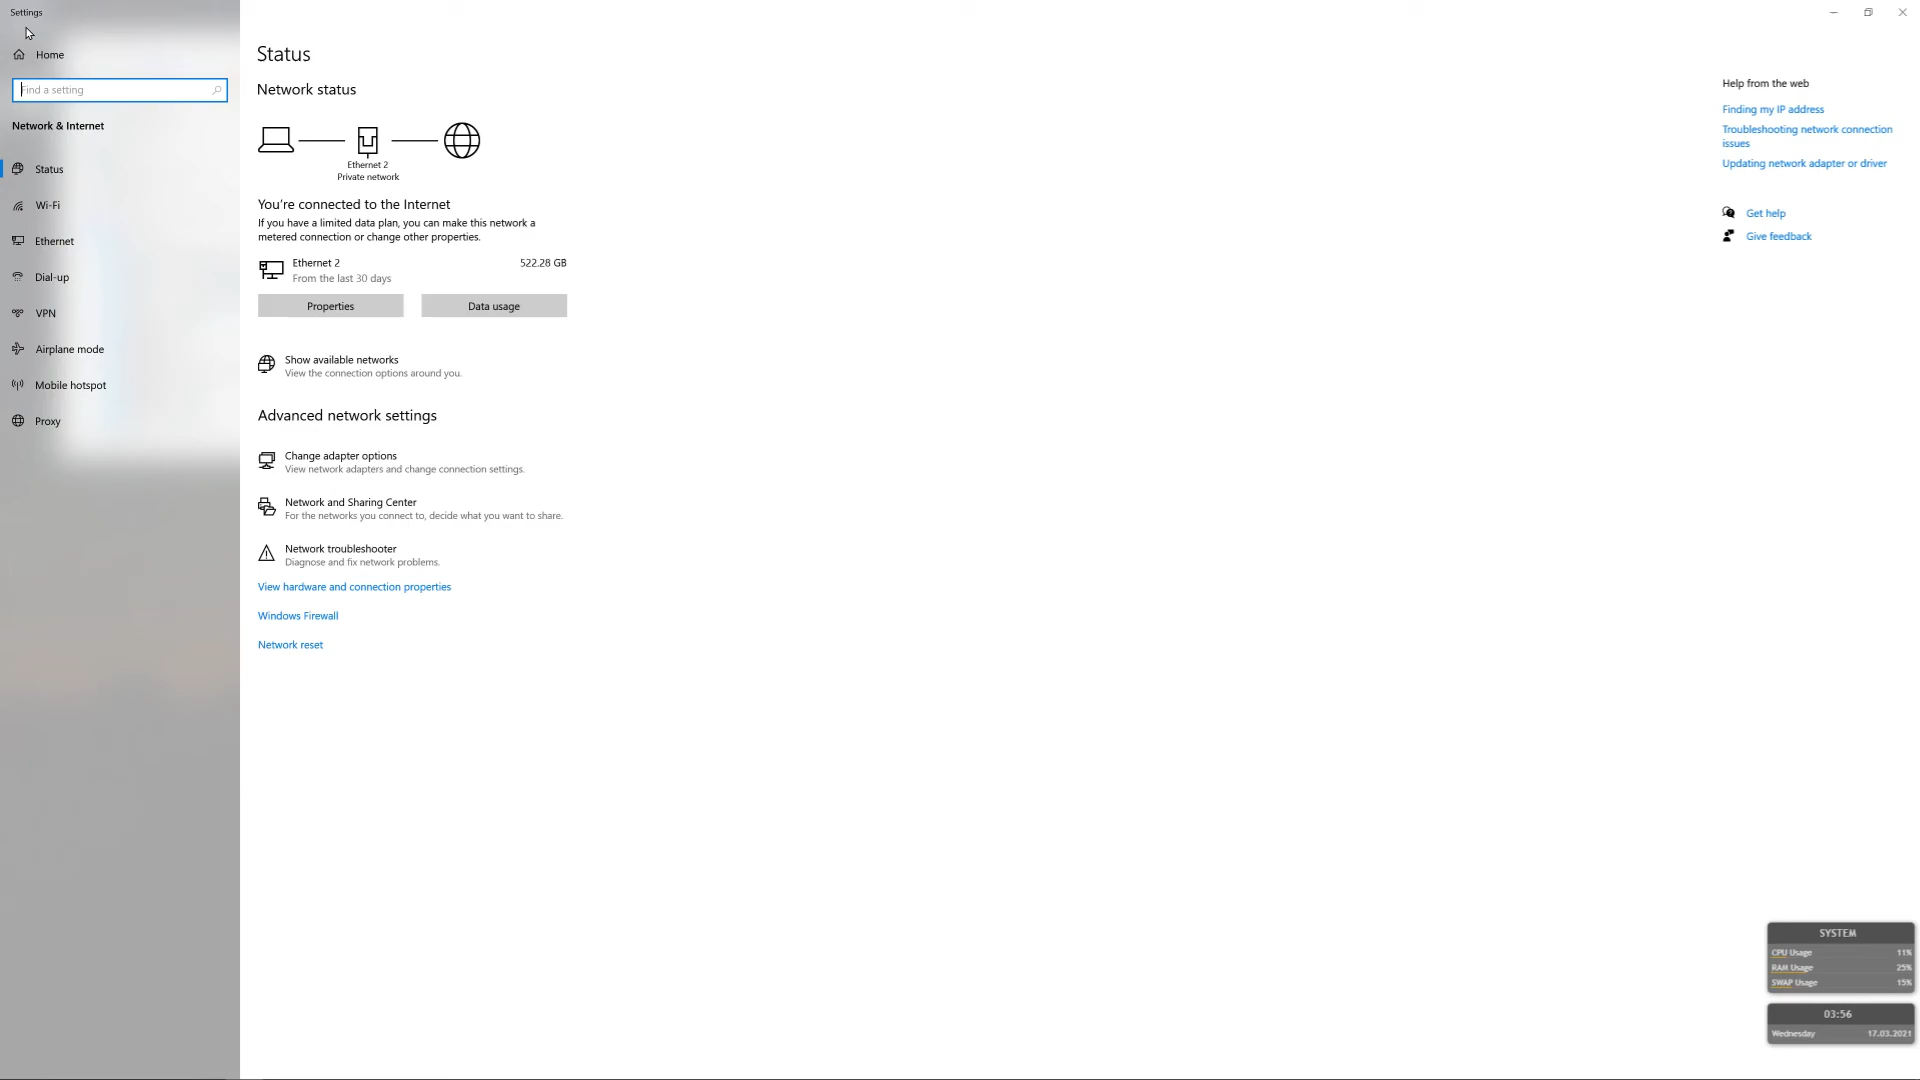 Settings
Home
Find a setting
Network & Internet
Status
Wi-Fi
Ethernet
Dial-up
VPN
Airplane mode
Mobile hotspot
Proxy
Status
Network status
Ethernet 2
Private network
You're connected to the Internet
If you have a limited data plan, you can make this network a
metered connection or change other properties.
Ethernet 2 522.28 GB
From the last 30 days
Properties Data usage
Show available networks
View the connection options around you.
Advanced network settings
Change adapter options
View network adapters and change connection settings.
Network and Sharing Center
For the networks you connect to, decide what you want to share.
Network troubleshooter
Diagnose and fix network problems.
View hardware and connection properties
Windows Firewall
Network reset
Help from the web
Finding my IP address
Troubleshooting network connection
issues
Updating network adapter or driver
Get help
Give feedback
SYSTEM
CPU Usage 11%
RAM Usage 25%
SWAP Usage 15%
03:56
Wednesday 17.03.2021